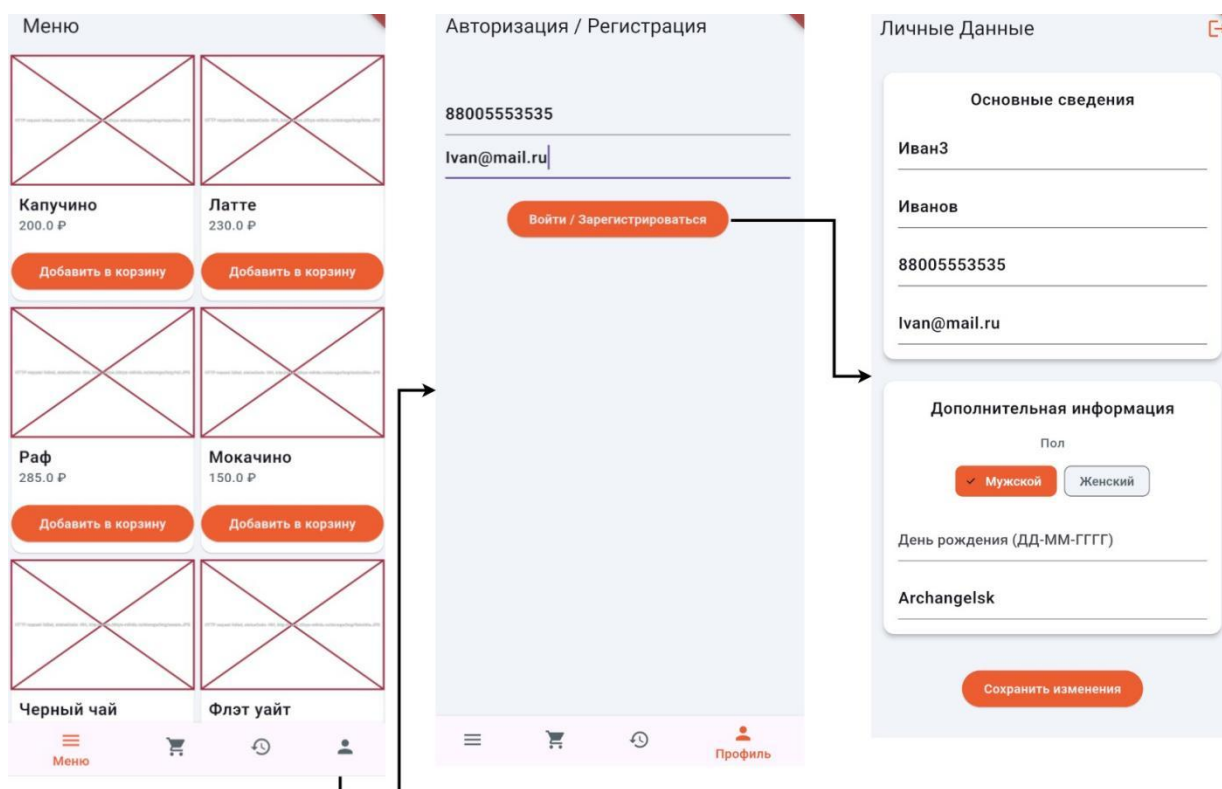 Меню
Капучино
200.0 ₽
Добавить в корзину
Латте
230.0 ₽
Добавить в корзину
Раф
285.0 ₽
Добавить в корзину
Мокачино
150.0 ₽
Добавить в корзину
Черный чай
Флэт уайт
Меню
Авторизация / Регистрация
88005553535
Ivan@mail.ru
Войти / Зарегистрироваться
Профиль
Личные Данные
Основные сведения
Иван3
Иванов
88005553535
Ivan@mail.ru
Дополнительная информация
Пол
Мужской
Женский
День рождения (ДД-ММ-ГГГГ)
Archangelsk
Сохранить изменения